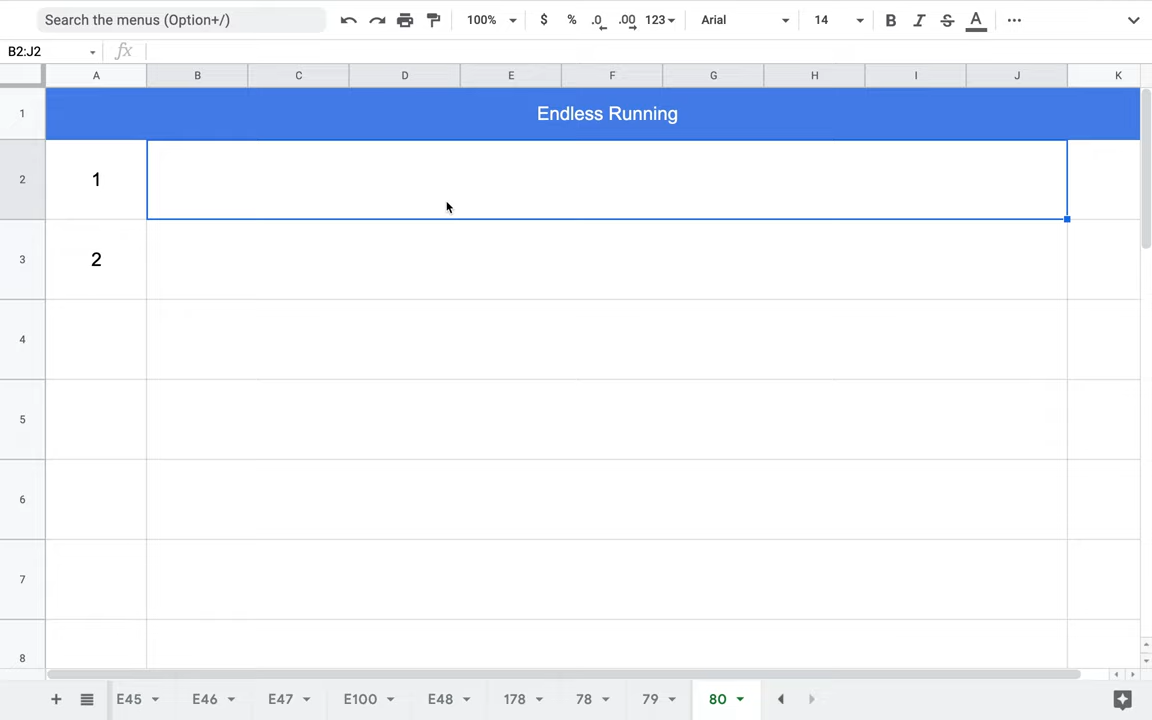 Search the menus (Option+/) 100% $ % .0 .00 123 Arial 14 B I S A
B2:J2 fx
A B C D E F G H I J K
1 Endless Running
2 1
3 2
4
5
6
7
8
E45 E46 E47 E100 E48 178 78 79 80